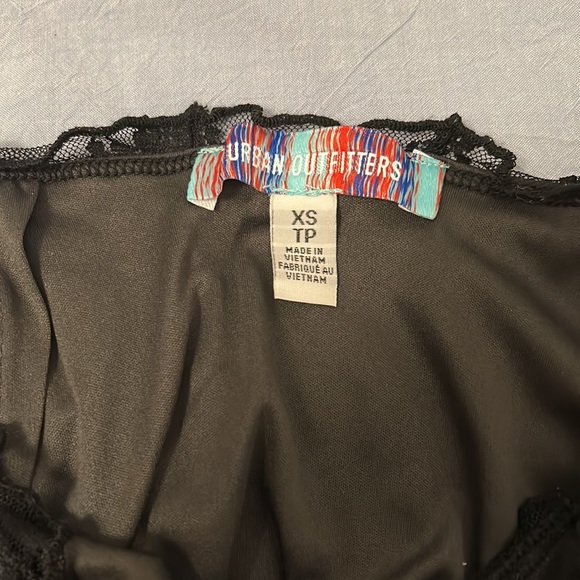 URBAN OUTFITTERS
XS
TP
MADE IN
VIETNAM
FABRIQUÉ AU
VIETNAM